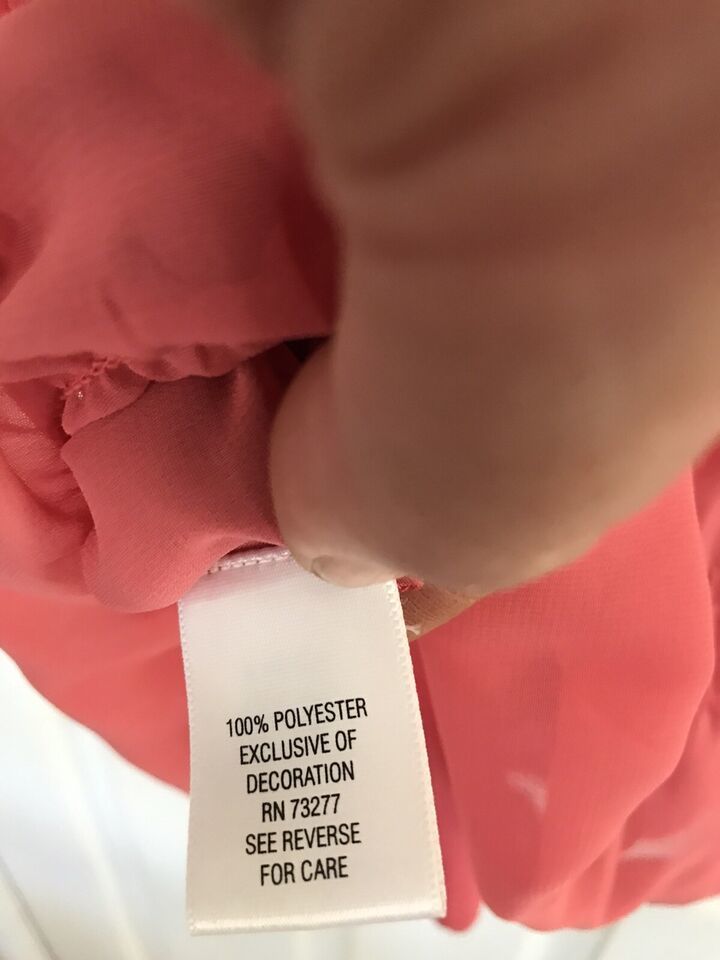 100% POLYESTER
EXCLUSIVE OF
DECORATION
RN 73277
SEE REVERSE
FOR CARE